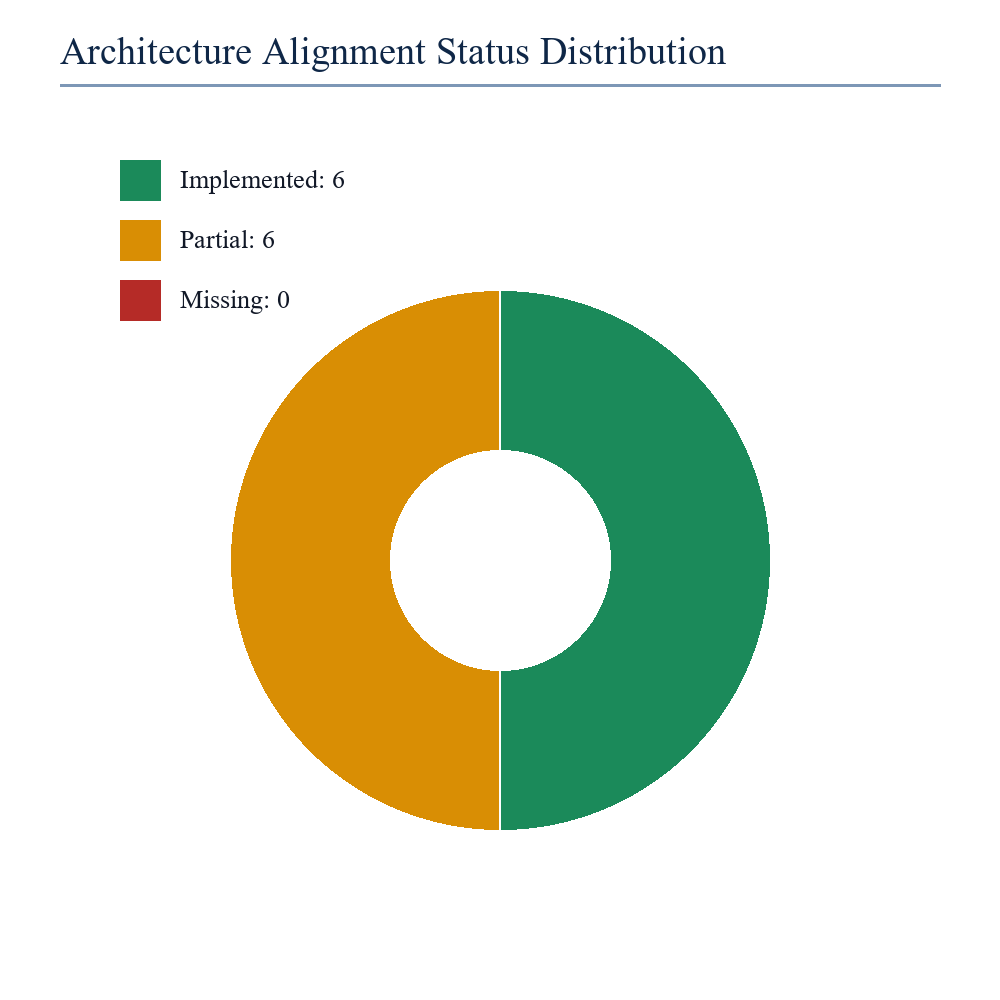 Architecture Alignment Status Distribution
Implemented: 6
Partial: 6
Missing: 0